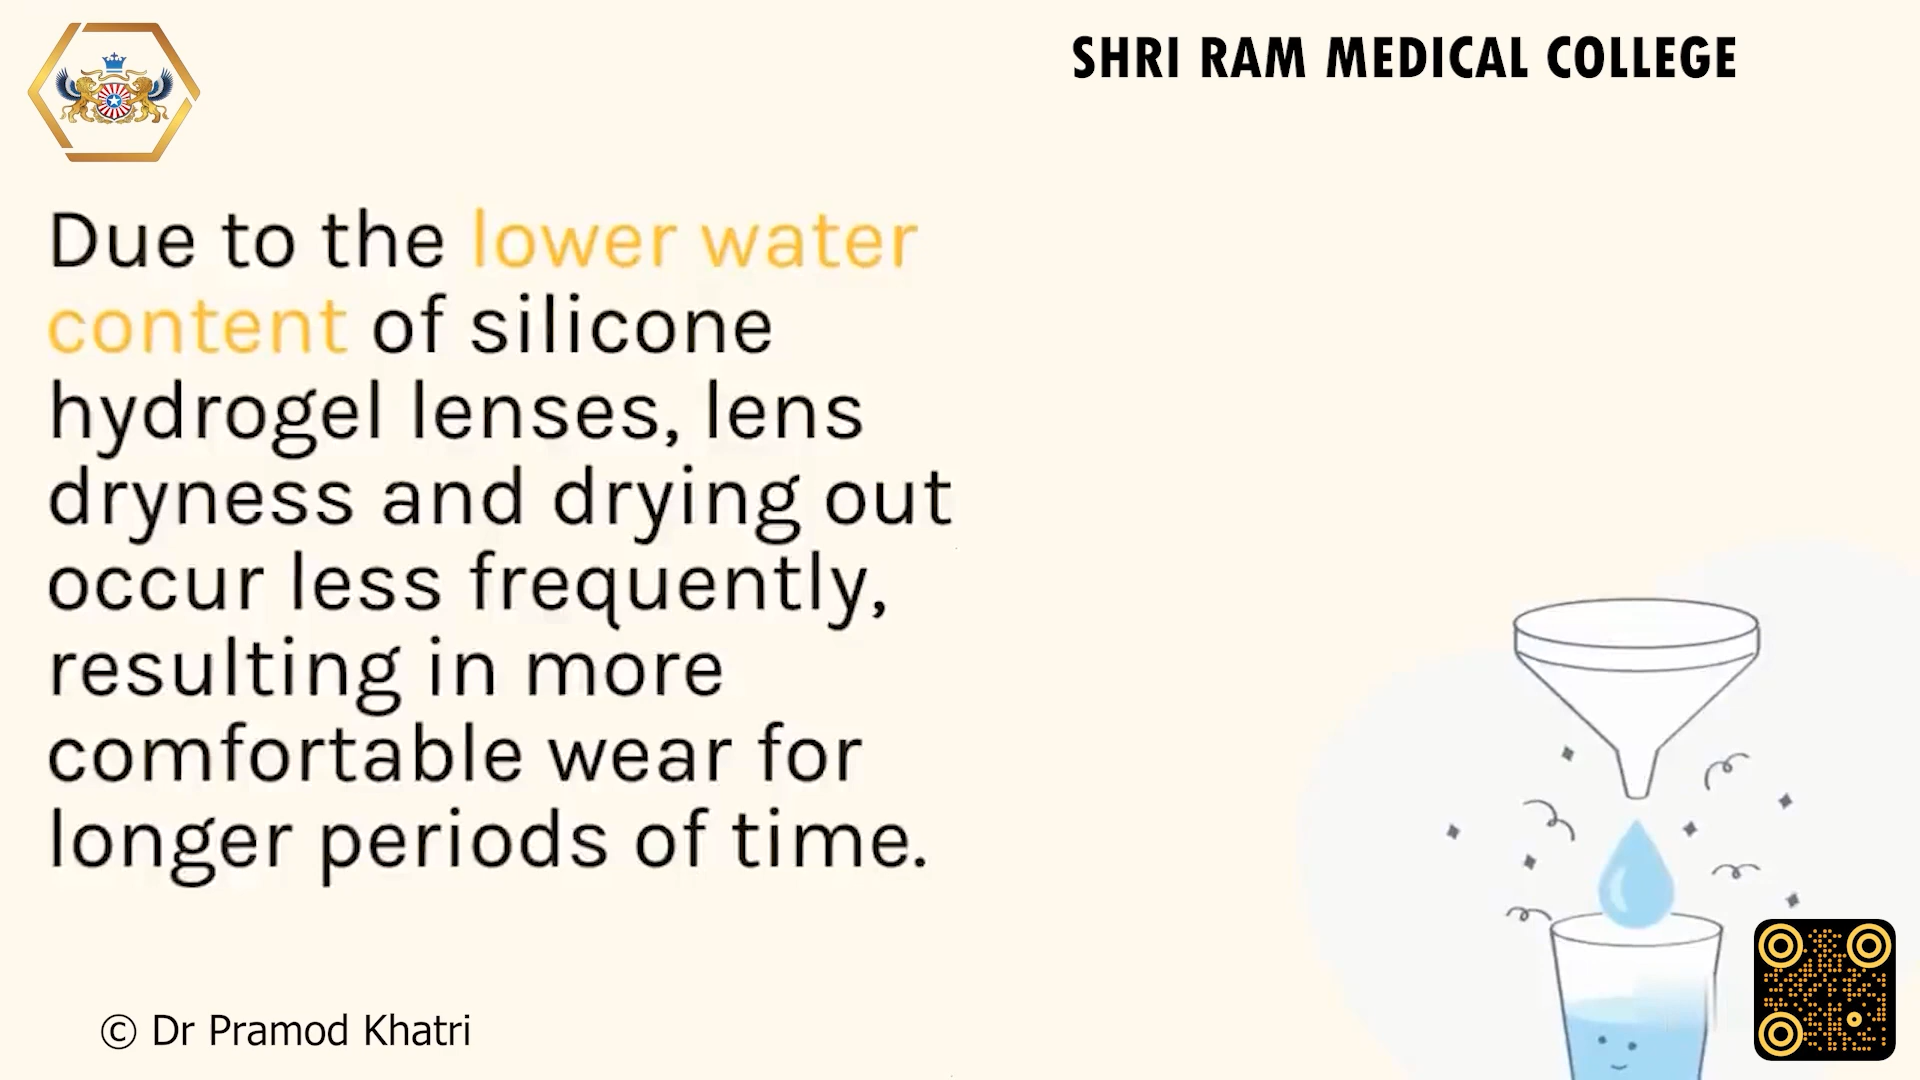 SHRI RAM MEDICAL COLLEGE
Due to the lower water
content of silicone
hydrogel lenses, lens
dryness and drying out
occur less frequently,
resulting in more
comfortable wear for
longer periods of time.
© Dr Pramod Khatri